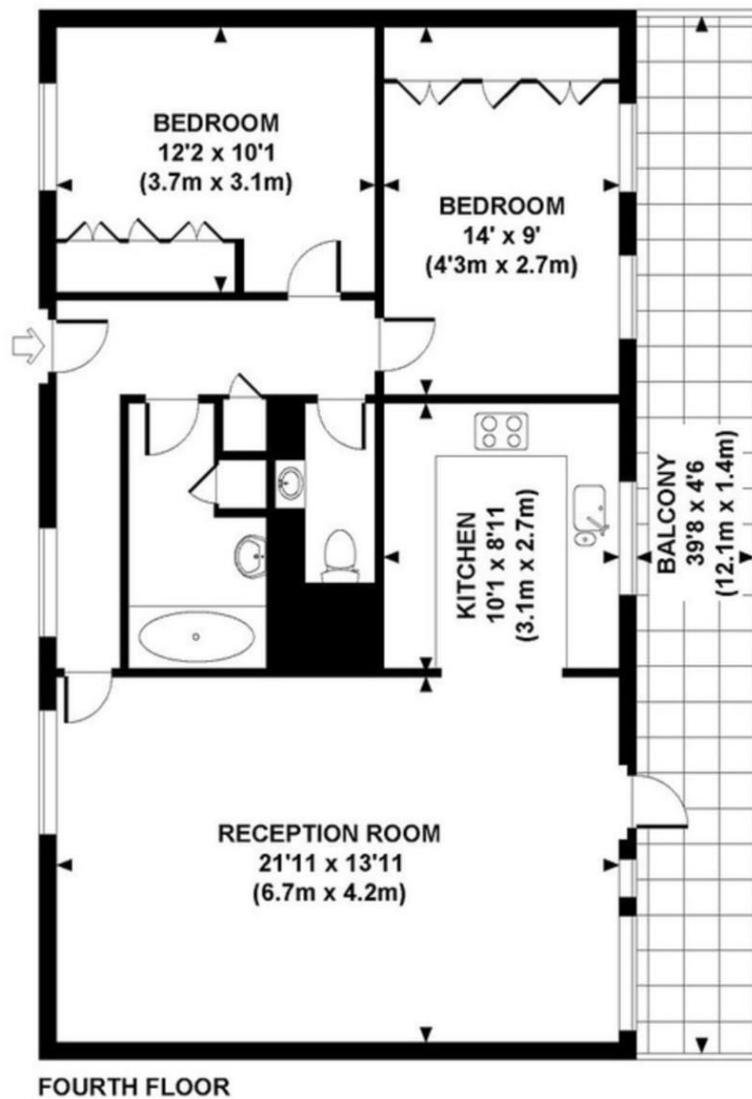 BEDROOM
12'2 x 10'1
(3.7m x 3.1m)
BEDROOM
14' x 9'
(4'3m x 2.7m)
KITCHEN
10'1 x 8'11
(3.1m x 2.7m)
BALCONY
39'8 x 4'6
(12.1m x 1.4m)
RECEPTION ROOM
21'11 x 13'11
(6.7m x 4.2m)
FOURTH FLOOR